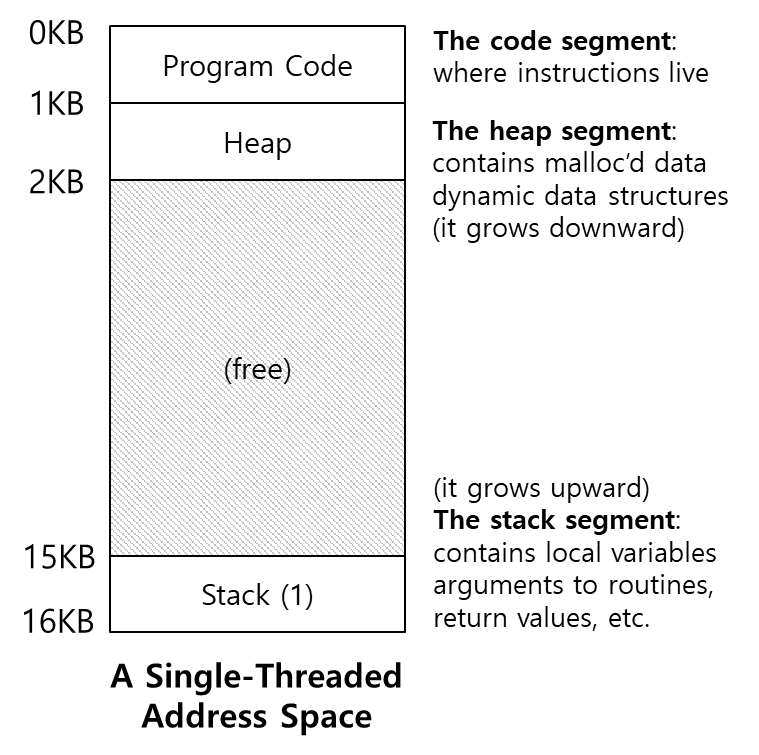 0KB
Program Code
1KB
Heap
2KB
(free)
15KB
Stack (1)
16KB
The code segment:
where instructions live
The heap segment:
contains malloc’d data
dynamic data structures
(it grows downward)
(it grows upward)
The stack segment:
contains local variables
arguments to routines,
return values, etc.
A Single-Threaded
Address Space